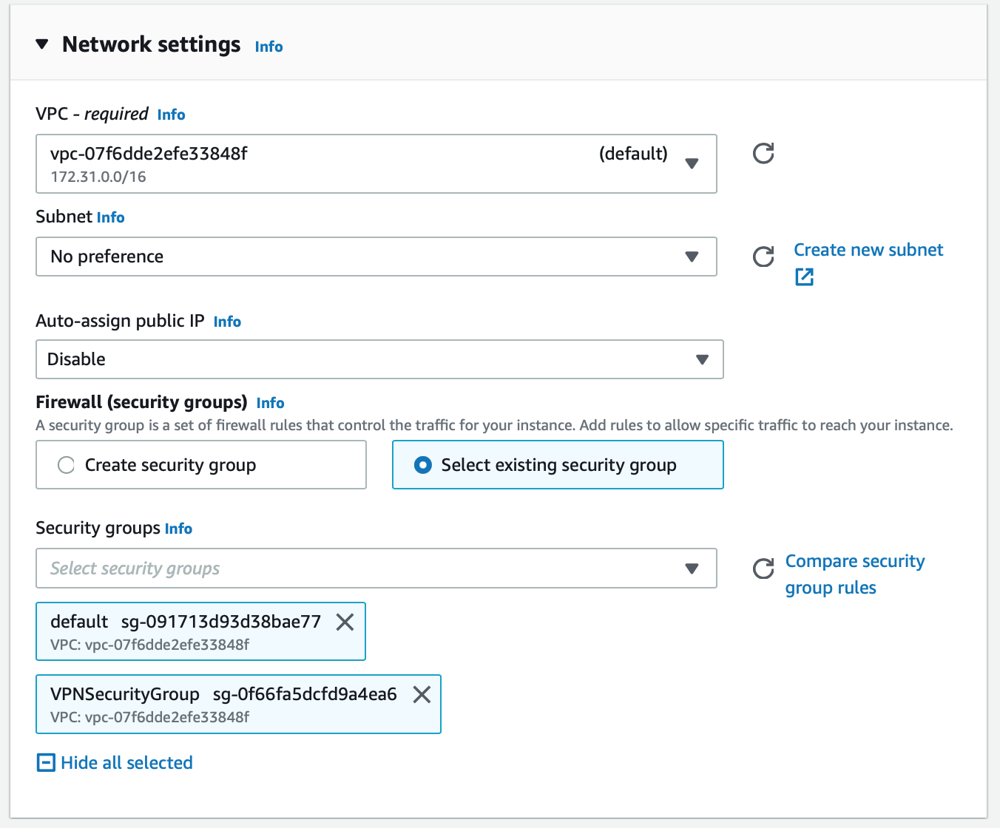 Network settings Info
VPC - required Info
vpc-07f6dde2efe33848f (default)
172.31.0.0/16
Subnet Info
No preference
Create new subnet
Auto-assign public IP Info
Disable
Firewall (security groups) Info
A security group is a set of firewall rules that control the traffic for your instance. Add rules to allow specific traffic to reach your instance.
Create security group
Select existing security group
Security groups Info
Select security groups
Compare security
group rules
default sg-091713d93d38bae77
VPC: vpc-07f6dde2efe33848f
VPNSecurityGroup sg-0f66fa5dcfd9a4ea6
VPC: vpc-07f6dde2efe33848f
Hide all selected